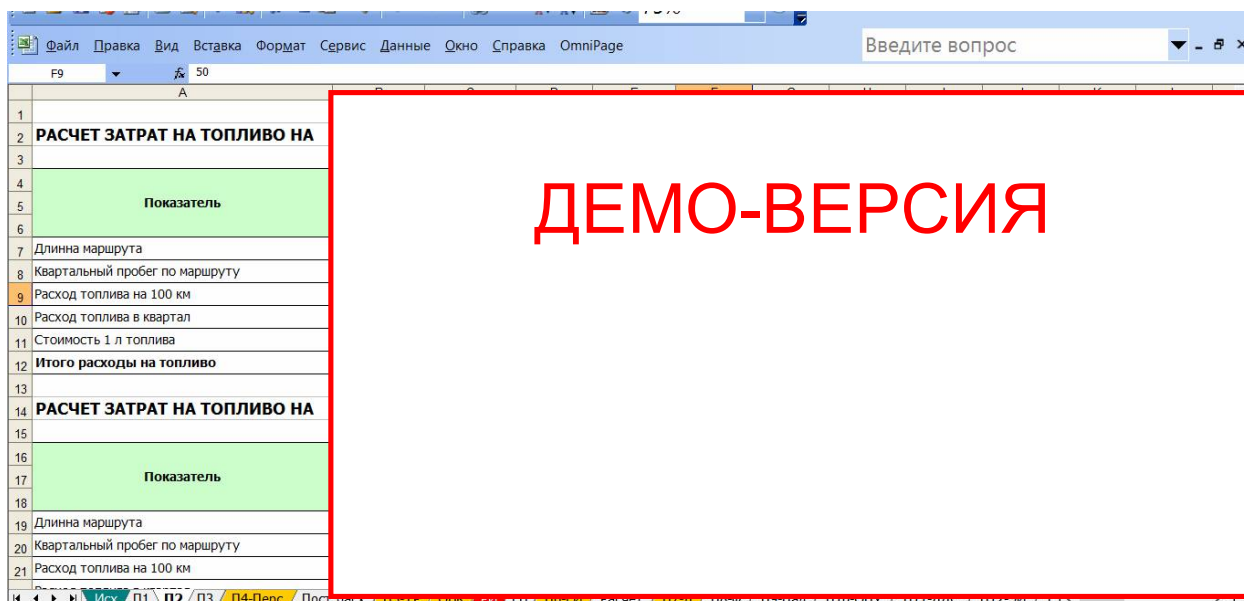 Файл Правка Вид Вставка Формат Сервис Данные Окно Справка OmniPage Введите вопрос
F9 fx 50
A
1
2 РАСЧЕТ ЗАТРАТ НА ТОПЛИВО НА
3
4
5 Показатель
6
7 Длинна маршрута
8 Квартальный пробег по маршруту
9 Расход топлива на 100 км
10 Расход топлива в квартал
11 Стоимость 1 л топлива
12 Итого расходы на топливо
13
14 РАСЧЕТ ЗАТРАТ НА ТОПЛИВО НА
15
16
17 Показатель
18
19 Длинна маршрута
20 Квартальный пробег по маршруту
21 Расход топлива на 100 км
ДЕМО-ВЕРСИЯ
Исх П1 П2 П3 П4-Перс